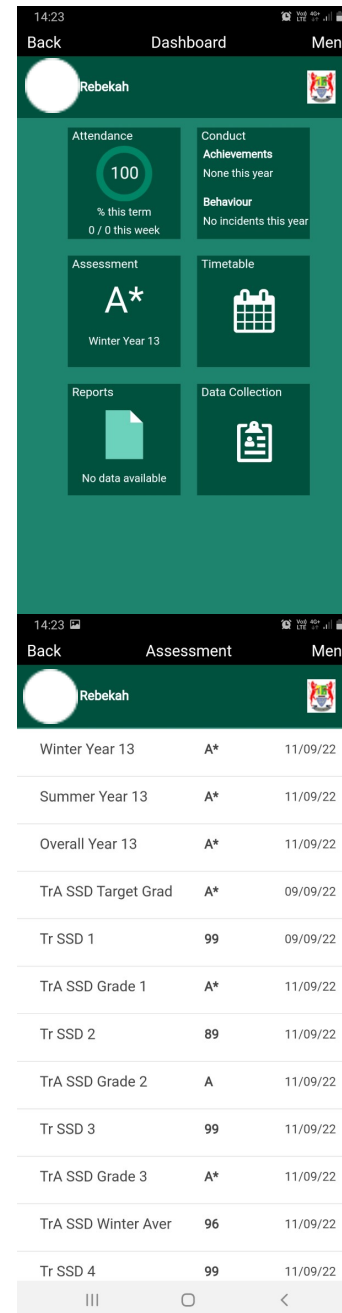 14:23 Vo)) 4G+
LTE
Back Dashboard Men
Rebekah
Attendance
100
% this term
0 / 0 this week
Conduct
Achievements
None this year
Behaviour
No incidents this year
Assessment
A*
Winter Year 13
Timetable
Reports
No data available
Data Collection
14:23 Vo)) 4G+
LTE
Back Assessment Men
Rebekah
Winter Year 13 A* 11/09/22
Summer Year 13 A* 11/09/22
Overall Year 13 A* 11/09/22
TrA SSD Target Grad A* 09/09/22
Tr SSD 1 99 09/09/22
TrA SSD Grade 1 A* 11/09/22
Tr SSD 2 89 11/09/22
TrA SSD Grade 2 A 11/09/22
Tr SSD 3 99 11/09/22
TrA SSD Grade 3 A* 11/09/22
TrA SSD Winter Aver 96 11/09/22
Tr SSD 4 99 11/09/22